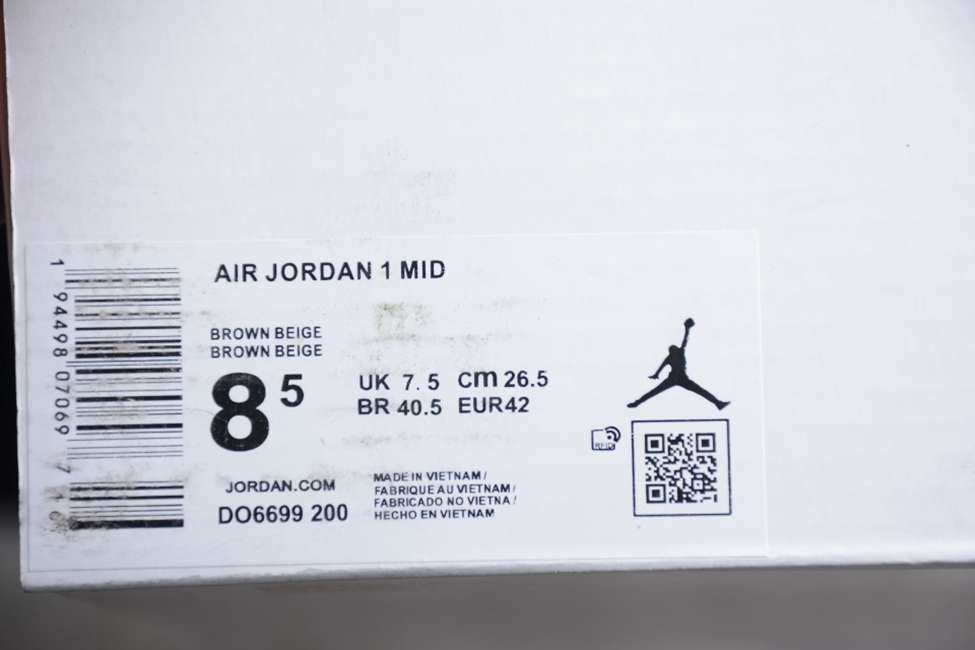 AIR JORDAN 1 MID
BROWN BEIGE
BROWN BEIGE
8 5
UK 7.5 cm 26.5
BR 40.5 EUR42
JORDAN.COM
DO6699 200
MADE IN VIETNAM /
FABRIQUE AU VIETNAM /
FABRICADO NO VIETNA /
HECHO EN VIETNAM
RFID
1 94498 07069 7